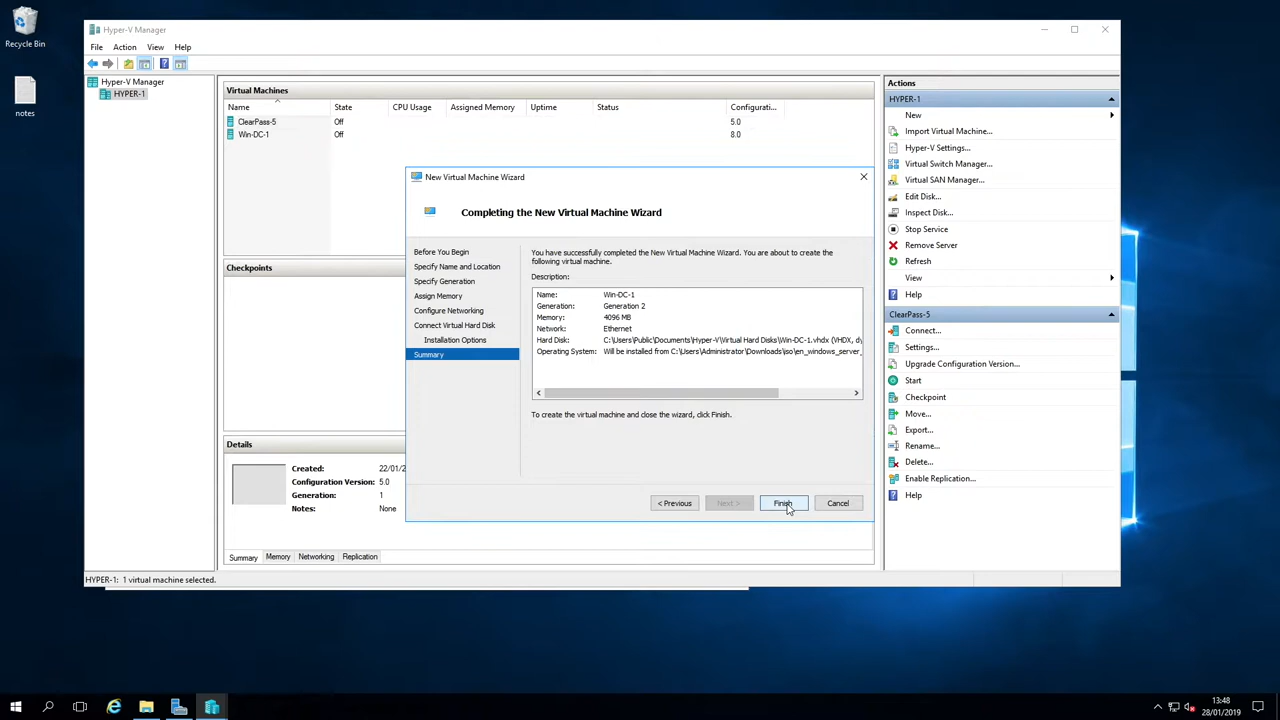 Recycle Bin
notes
Hyper-V Manager
File Action View Help
Hyper-V Manager
HYPER-1
Virtual Machines
Name State CPU Usage Assigned Memory Uptime Status Configurati...
ClearPass-5 Off 5.0
Win-DC-1 Off 8.0
Checkpoints
Details
Created: 22/01/2
Configuration Version: 5.0
Generation: 1
Notes: None
Summary Memory Networking Replication
HYPER-1: 1 virtual machine selected.
New Virtual Machine Wizard
Completing the New Virtual Machine Wizard
Before You Begin
Specify Name and Location
Specify Generation
Assign Memory
Configure Networking
Connect Virtual Hard Disk
Installation Options
Summary
You have successfully completed the New Virtual Machine Wizard. You are about to create the
following virtual machine.
Description:
Name: Win-DC-1
Generation: Generation 2
Memory: 4096 MB
Network: Ethernet
Hard Disk: C:\Users\Public\Documents\Hyper-V\Virtual Hard Disks\Win-DC-1.vhdx (VHDX, dy
Operating System: Will be installed from C:\Users\Administrator\Downloads\iso\en_windows_server_
To create the virtual machine and close the wizard, click Finish.
< Previous Next > Finish Cancel
Actions
HYPER-1
New
Import Virtual Machine...
Hyper-V Settings...
Virtual Switch Manager...
Virtual SAN Manager...
Edit Disk...
Inspect Disk...
Stop Service
Remove Server
Refresh
View
Help
ClearPass-5
Connect...
Settings...
Upgrade Configuration Version...
Start
Checkpoint
Move...
Export...
Rename...
Delete...
Enable Replication...
Help
13:48
28/01/2019